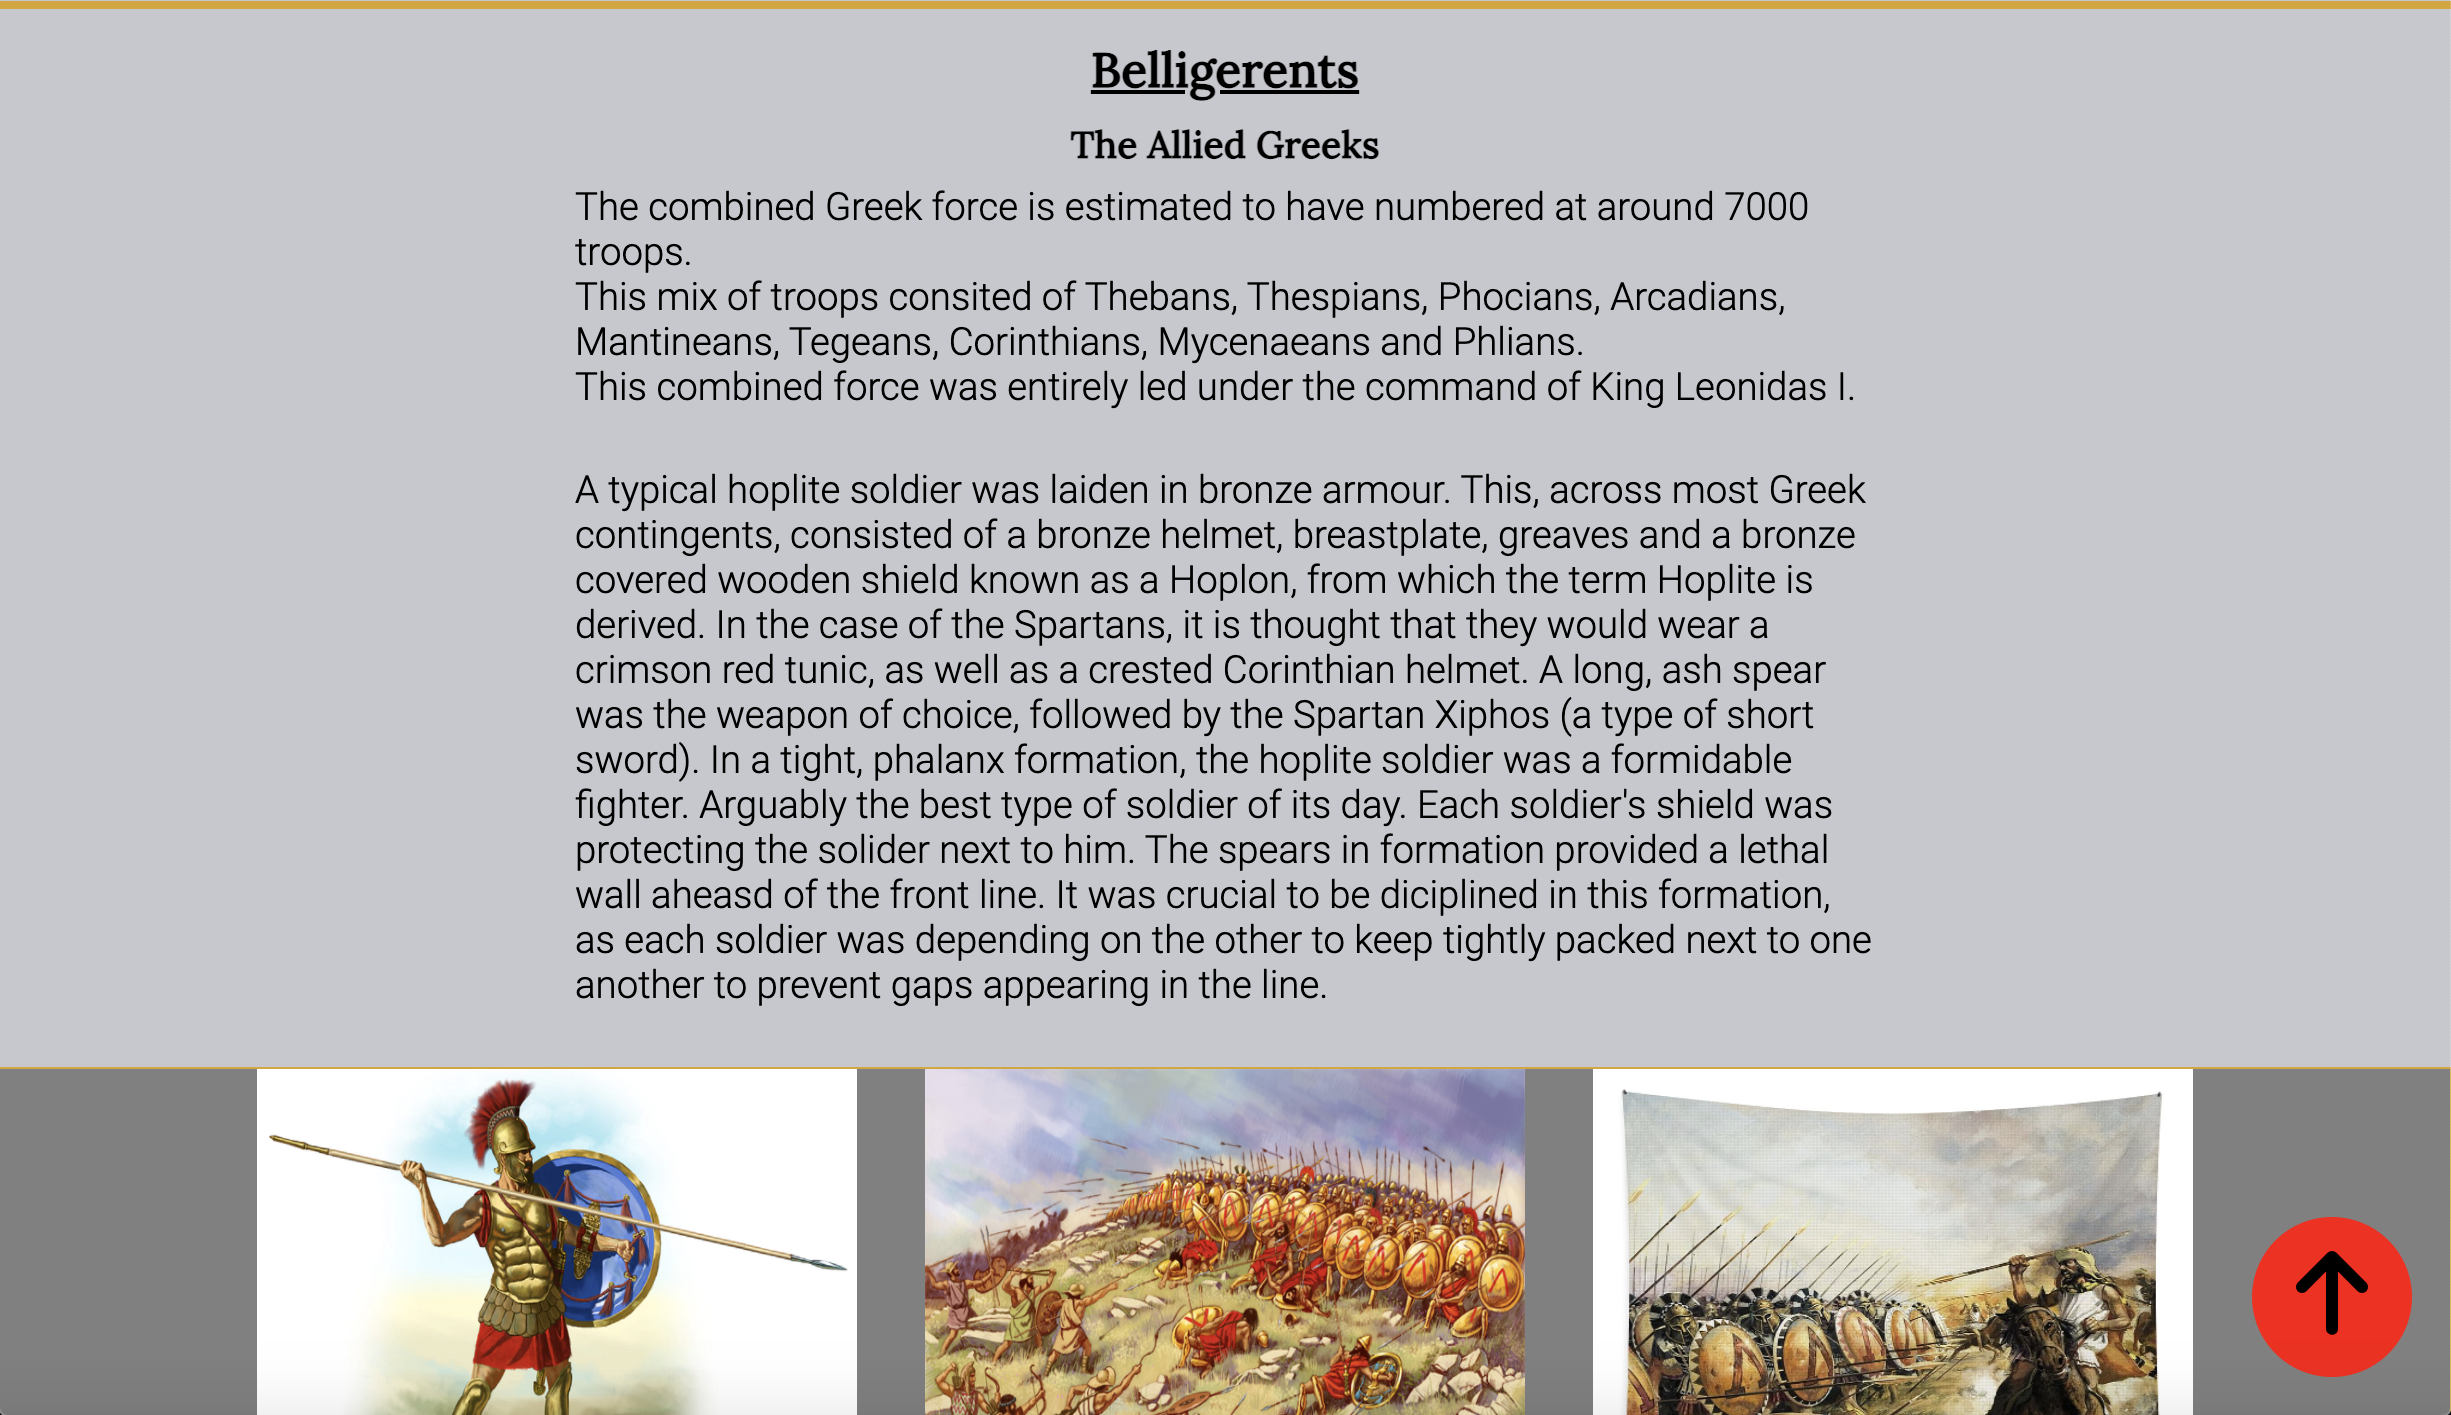 Belligerents
The Allied Greeks
The combined Greek force is estimated to have numbered at around 7000
troops.
This mix of troops consited of Thebans, Thespians, Phocians, Arcadians,
Mantineans, Tegeans, Corinthians, Mycenaeans and Phlians.
This combined force was entirely led under the command of King Leonidas I.
A typical hoplite soldier was laiden in bronze armour. This, across most Greek
contingents, consisted of a bronze helmet, breastplate, greaves and a bronze
covered wooden shield known as a Hoplon, from which the term Hoplite is
derived. In the case of the Spartans, it is thought that they would wear a
crimson red tunic, as well as a crested Corinthian helmet. A long, ash spear
was the weapon of choice, followed by the Spartan Xiphos (a type of short
sword). In a tight, phalanx formation, the hoplite soldier was a formidable
fighter. Arguably the best type of soldier of its day. Each soldier's shield was
protecting the solider next to him. The spears in formation provided a lethal
wall aheasd of the front line. It was crucial to be diciplined in this formation,
as each soldier was depending on the other to keep tightly packed next to one
another to prevent gaps appearing in the line.